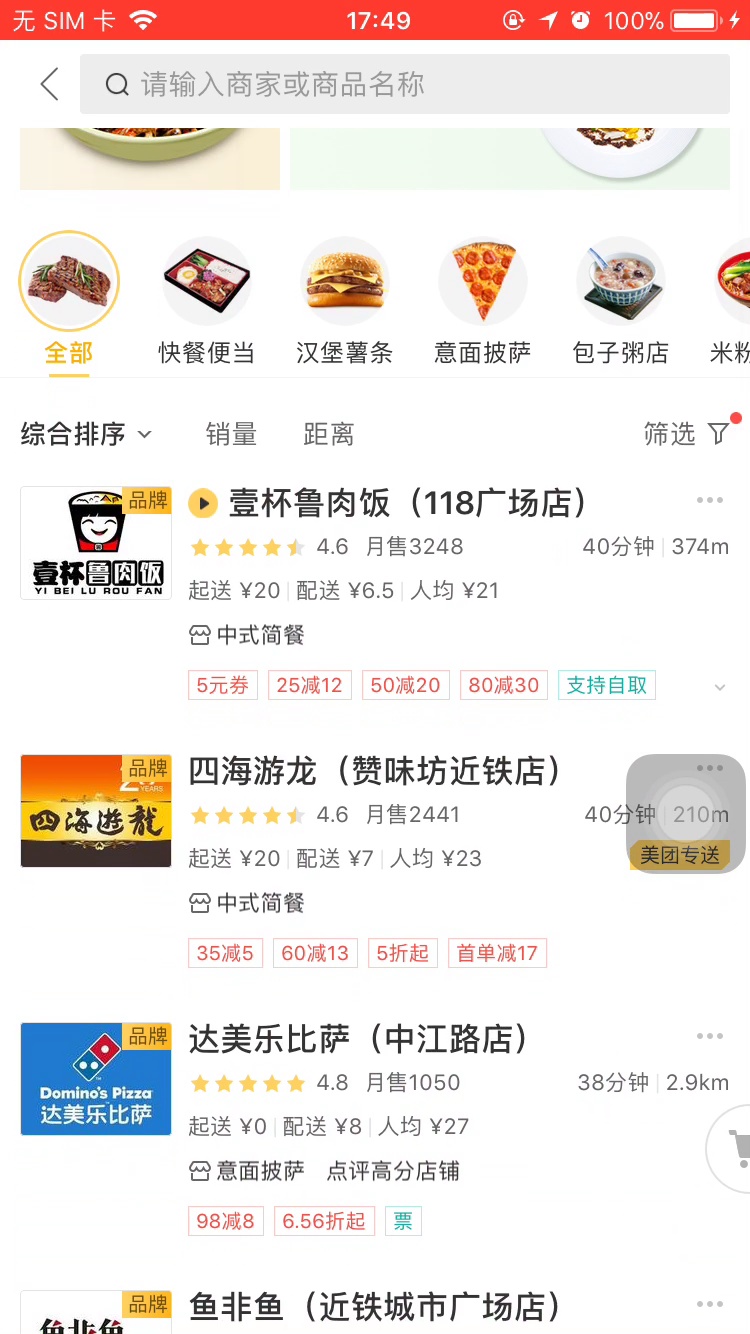 无 SIM 卡 17:49 100%
请输入商家或商品名称
全部 快餐便当 汉堡薯条 意面披萨 包子粥店 米粉
综合排序 销量 距离 筛选
品牌
壹杯鲁肉饭
YI BEI LU ROU FAN
壹杯鲁肉饭（118广场店）
4.6 月售3248 40分钟 374m
起送 ¥20 配送 ¥6.5 人均 ¥21
中式简餐
5元券 25减12 50减20 80减30 支持自取
品牌
YEARS
四海遊龍
四海游龙（赞味坊近铁店）
4.6 月售2441 40分钟 210m
起送 ¥20 配送 ¥7 人均 ¥23
美团专送
中式简餐
35减5 60减13 5折起 首单减17
品牌
Domino's Pizza
达美乐比萨
达美乐比萨（中江路店）
4.8 月售1050 38分钟 2.9km
起送 ¥0 配送 ¥8 人均 ¥27
意面披萨 点评高分店铺
98减8 6.56折起 票
品牌
鱼非鱼
鱼非鱼（近铁城市广场店）